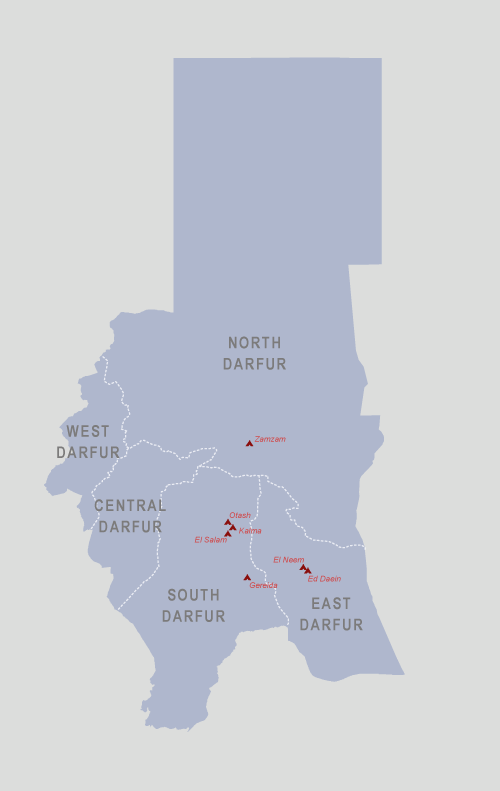 NORTH
DARFUR
WEST
DARFUR
Zamzam
CENTRAL
DARFUR
Otash
Kalma
El Salam
El Neem
Ed Daein
Gereida
SOUTH
DARFUR
EAST
DARFUR